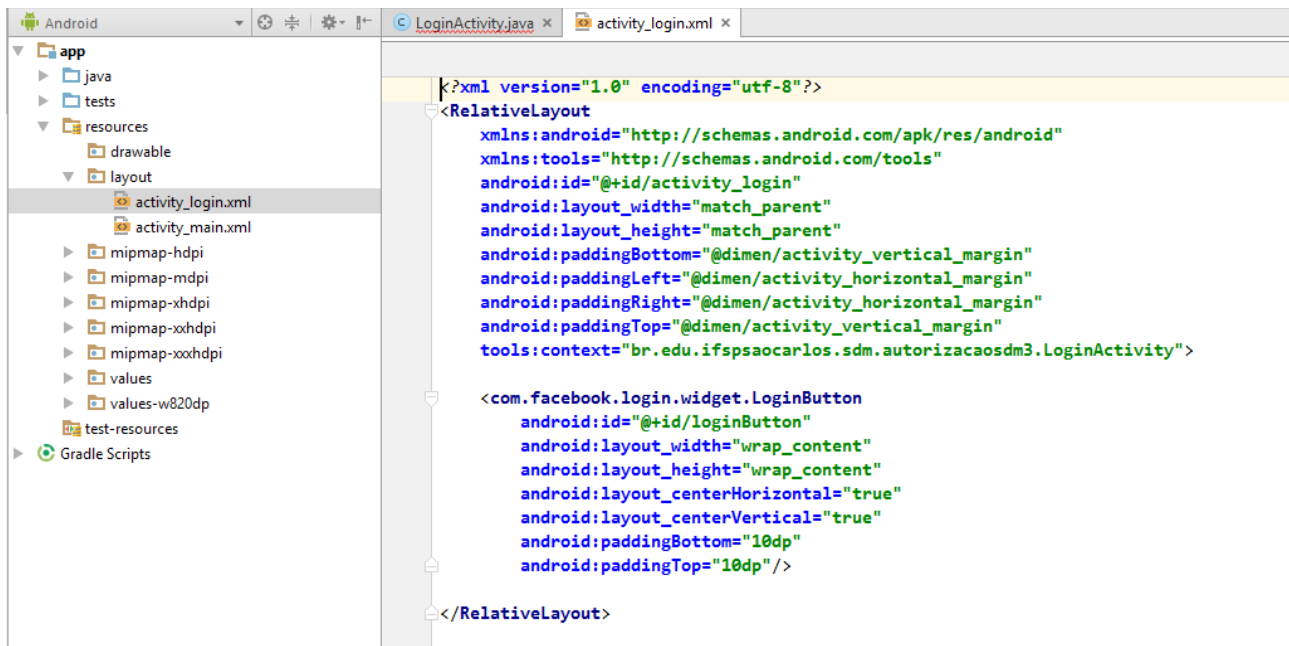 Android
LoginActivity.java
activity_login.xml
app
java
tests
resources
drawable
layout
activity_login.xml
activity_main.xml
mipmap-hdpi
mipmap-mdpi
mipmap-xhdpi
mipmap-xxhdpi
mipmap-xxxhdpi
values
values-w820dp
test-resources
Gradle Scripts
<?xml version="1.0" encoding="utf-8"?>
<RelativeLayout
xmlns:android="http://schemas.android.com/apk/res/android"
xmlns:tools="http://schemas.android.com/tools"
android:id="@+id/activity_login"
android:layout_width="match_parent"
android:layout_height="match_parent"
android:paddingBottom="@dimen/activity_vertical_margin"
android:paddingLeft="@dimen/activity_horizontal_margin"
android:paddingRight="@dimen/activity_horizontal_margin"
android:paddingTop="@dimen/activity_vertical_margin"
tools:context="br.edu.ifspsaocarlos.sdm.autorizacaosdm3.LoginActivity">
<com.facebook.login.widget.LoginButton
android:id="@+id/loginButton"
android:layout_width="wrap_content"
android:layout_height="wrap_content"
android:layout_centerHorizontal="true"
android:layout_centerVertical="true"
android:paddingBottom="10dp"
android:paddingTop="10dp"/>
</RelativeLayout>